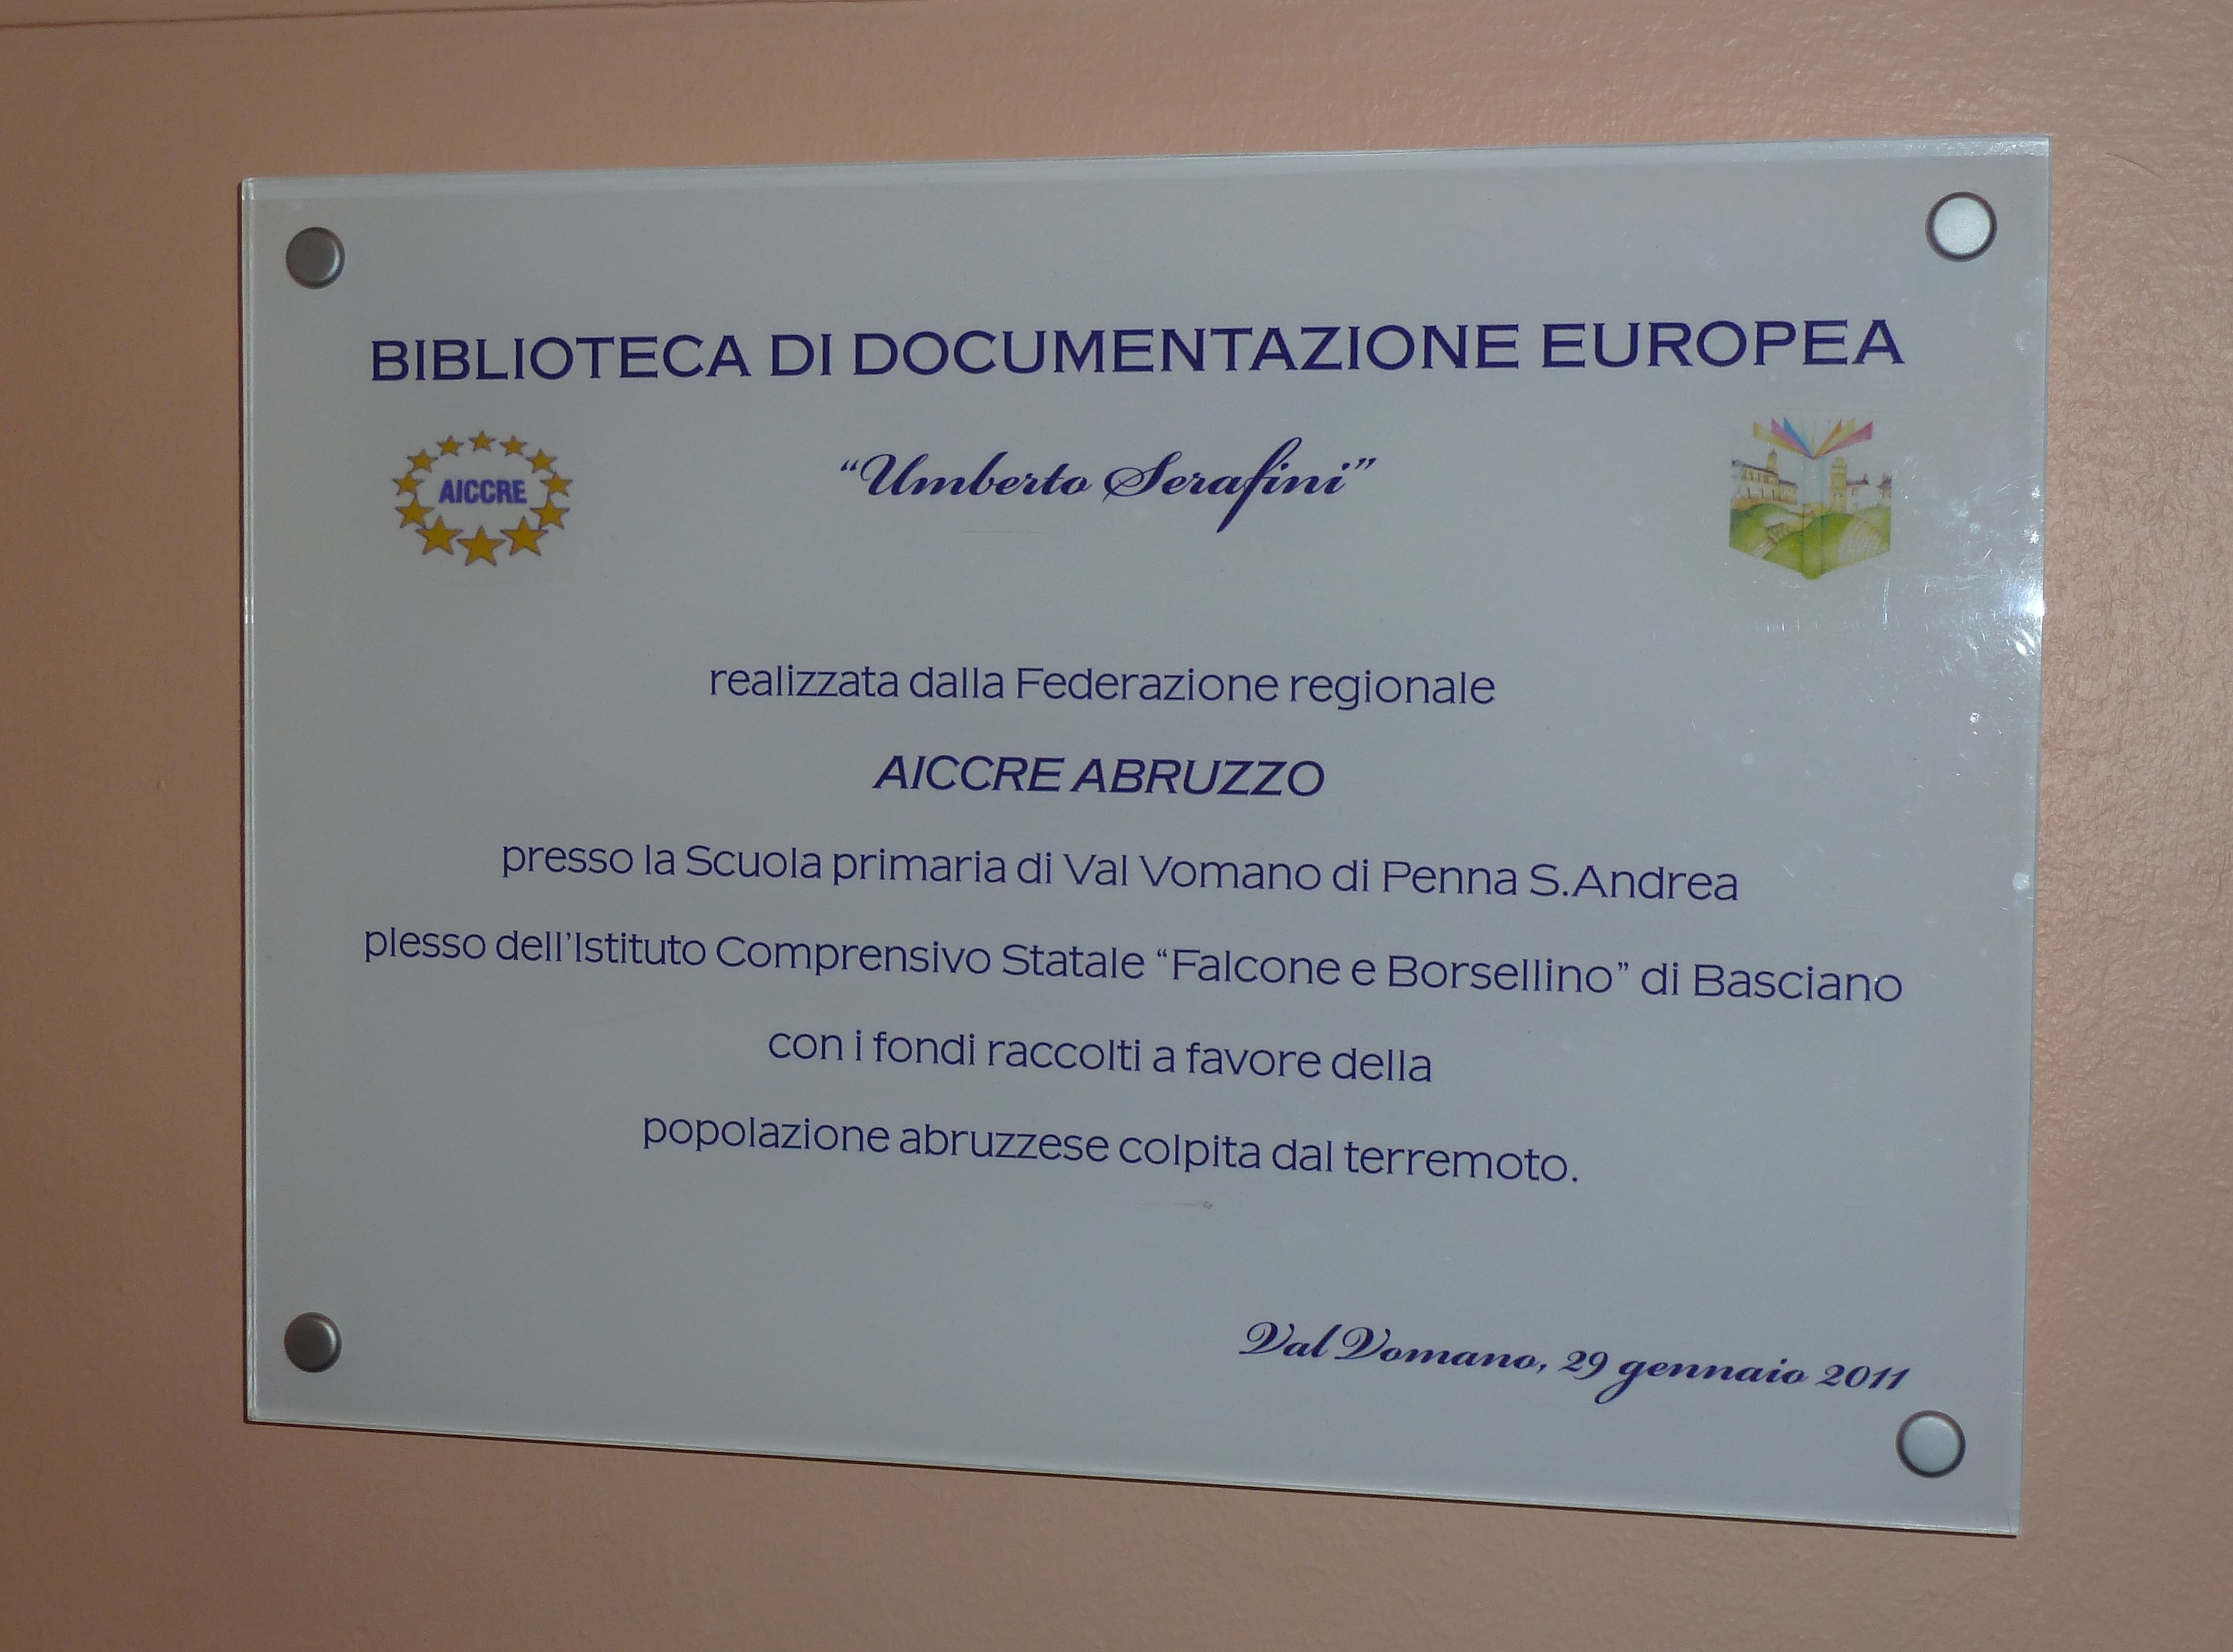 BIBLIOTECA DI DOCUMENTAZIONE EUROPEA
AICCRE
“Umberto Serafini”
realizzata dalla Federazione regionale
AICCRE ABRUZZO
presso la Scuola primaria di Val Vomano di Penna S.Andrea
plesso dell’Istituto Comprensivo Statale “Falcone e Borsellino” di Basciano
con i fondi raccolti a favore della
popolazione abruzzese colpita dal terremoto.
Val Vomano, 29 gennaio 2011